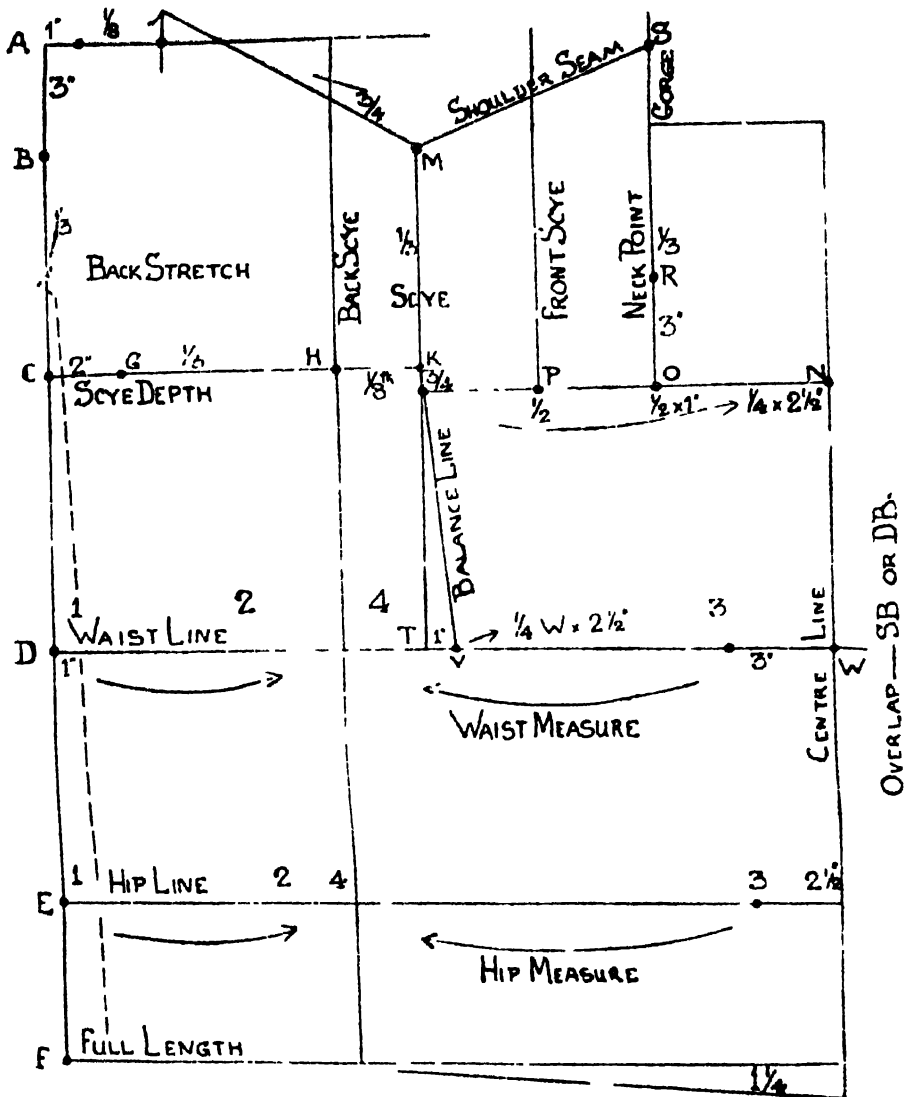 A 1" 1/8 S
3"
3/4
SHOULDER SEAM
GORGE
B
M
1/3
BACK STRETCH
BACK SCYE
1/3
SCYE
FRONT SCYE
NECK POINT
1/3
R
3"
C 2" G 1/3 H K P O N
SCYE DEPTH
1/8th 3/4 1/2 1/2 x 1" 1/4 x 2 1/2"
BALANCE LINE
1 2 4 3
D WAIST LINE T 1" V 1/4 W x 2 1/2" 3" W
1"
WAIST MEASURE
CENTRE LINE
OVERLAP — SB OR DB.
1 HIP LINE 2 4 3 2 1/2"
E
HIP MEASURE
F FULL LENGTH
1 1/4